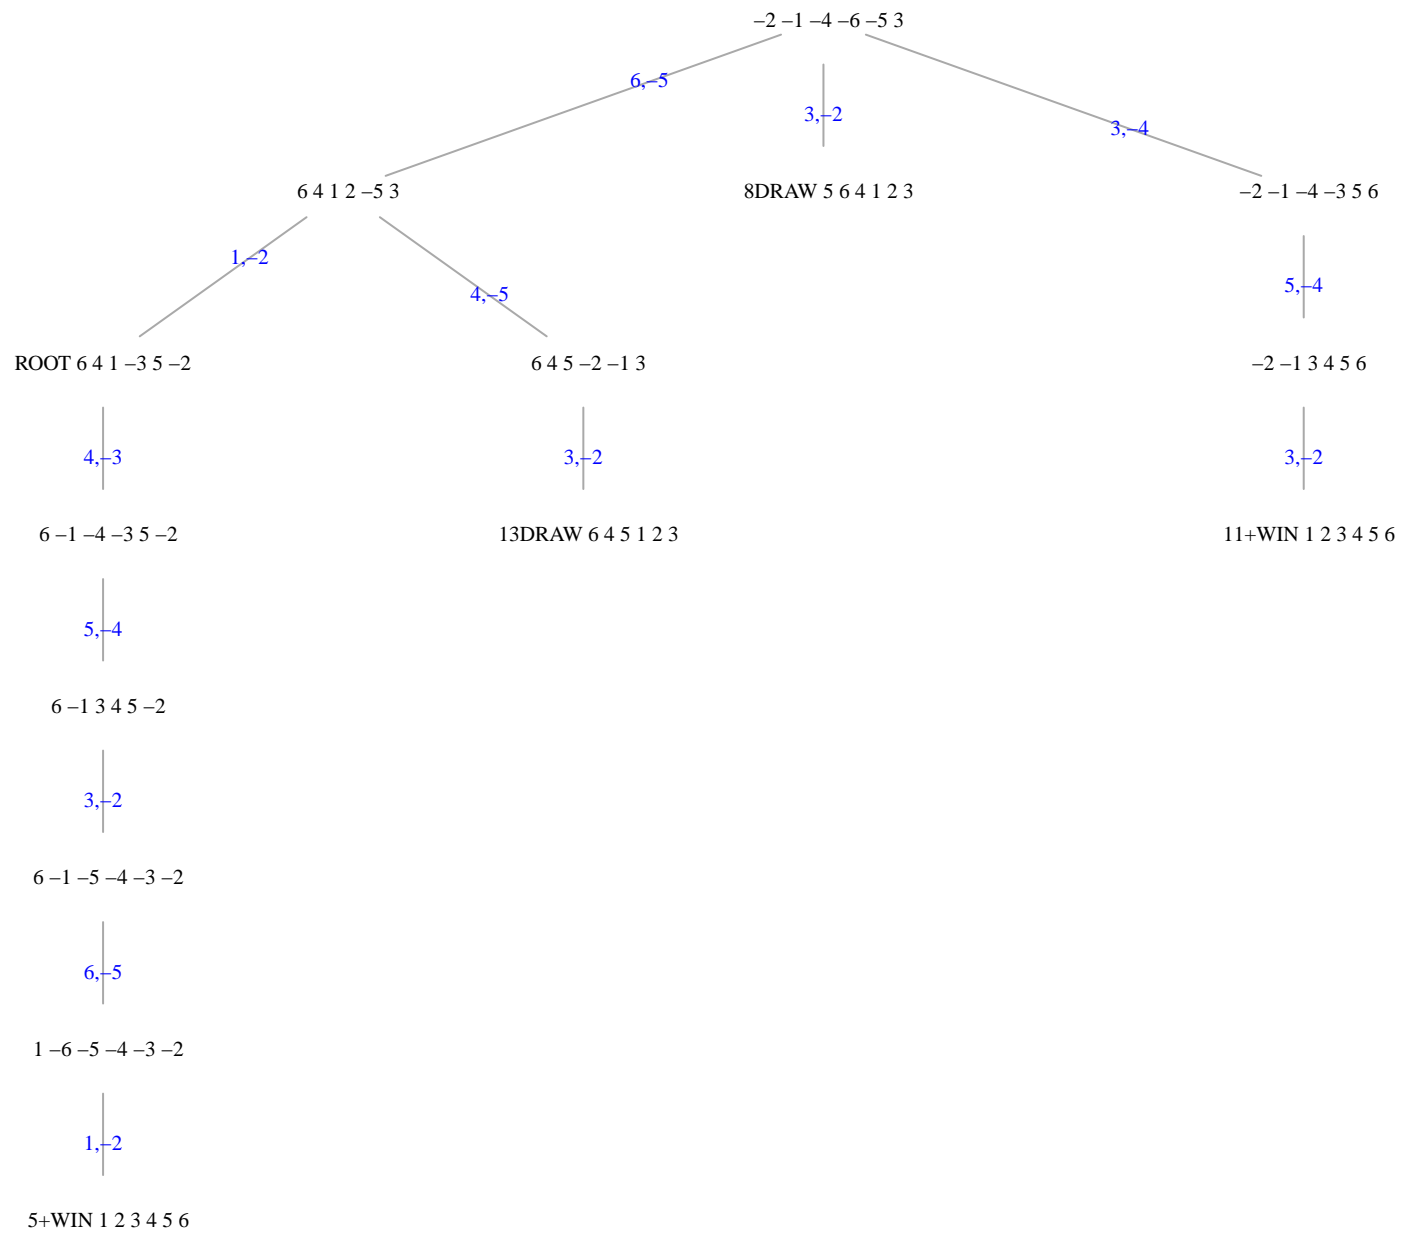 –2 –1 –4 –6 –5 3
6,–5
3,–2
3,–4
6 4 1 2 –5 3
8DRAW 5 6 4 1 2 3
–2 –1 –4 –3 5 6
1,–2
4,–5
5,–4
ROOT 6 4 1 –3 5 –2
6 4 5 –2 –1 3
–2 –1 3 4 5 6
4,–3
3,–2
3,–2
6 –1 –4 –3 5 –2
13DRAW 6 4 5 1 2 3
11+WIN 1 2 3 4 5 6
5,–4
6 –1 3 4 5 –2
3,–2
6 –1 –5 –4 –3 –2
6,–5
1 –6 –5 –4 –3 –2
1,–2
5+WIN 1 2 3 4 5 6